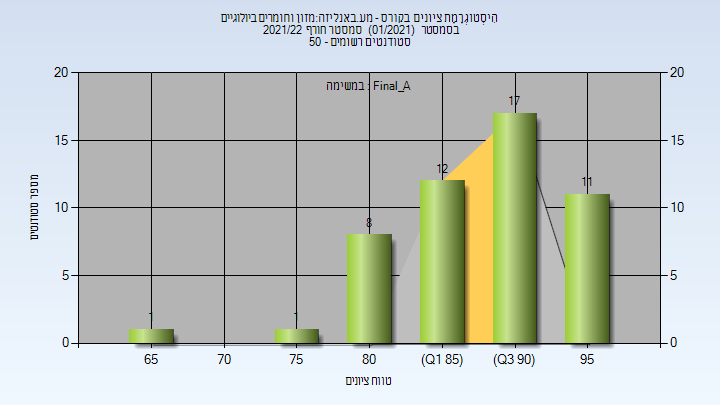 היסטוגרמת ציונים בקורס - מע.באנליזה:מזון וחומרים ביולוגיים
בסמסטר (01/2021) סמסטר חורף 2021/22
סטודנטים רשומים - 50
במשימה : Final_A
מספר סטודנטים
20
15
10
5
0
20
15
10
5
0
1
1
8
12
17
11
65
70
75
80
(Q1 85)
(Q3 90)
95
טווח ציונים